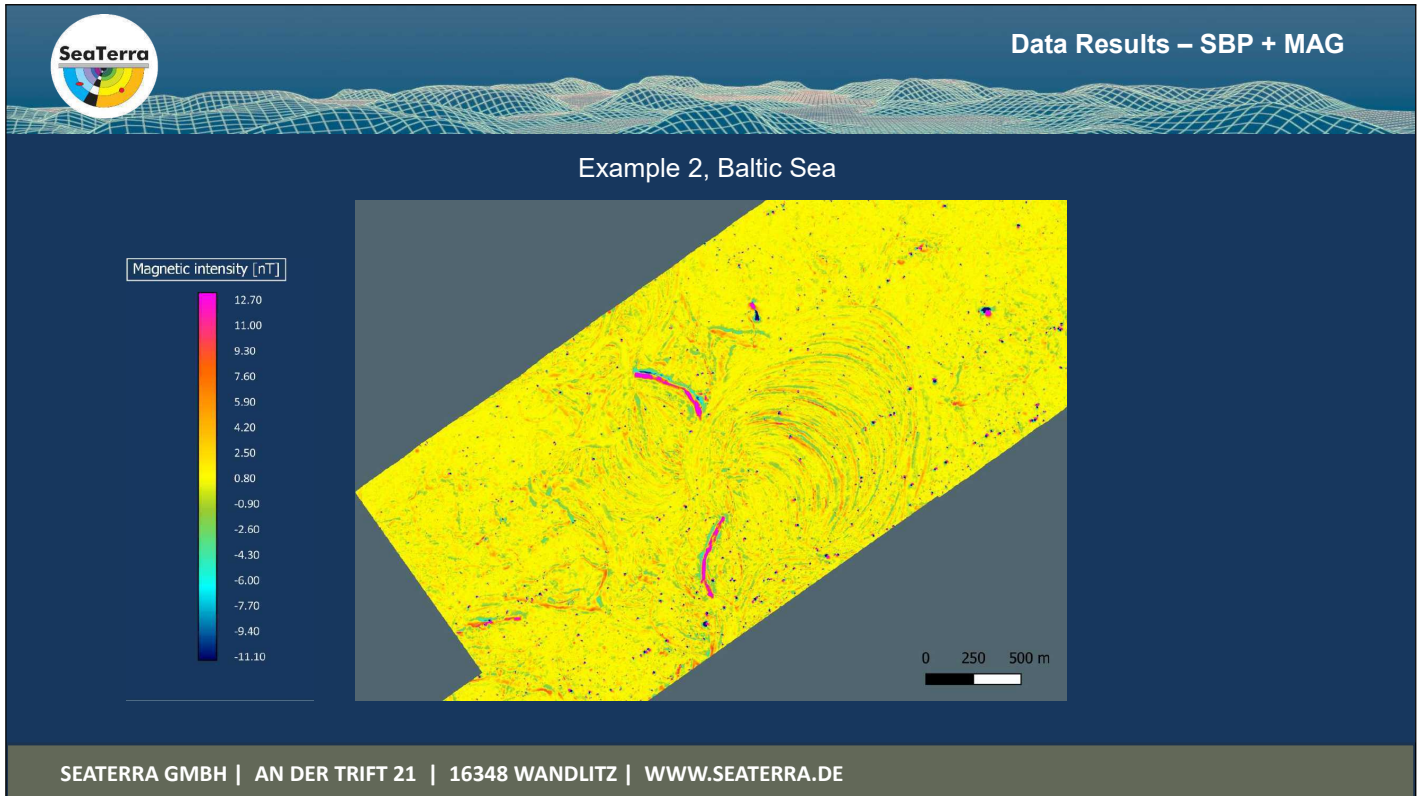 SeaTerra
Data Results – SBP + MAG
Example 2, Baltic Sea
Magnetic intensity [nT]
12.70
11.00
9.30
7.60
5.90
4.20
2.50
0.80
-0.90
-2.60
-4.30
-6.00
-7.70
-9.40
-11.10
0 250 500 m
SEATERRA GMBH | AN DER TRIFT 21 | 16348 WANDLITZ | WWW.SEATERRA.DE